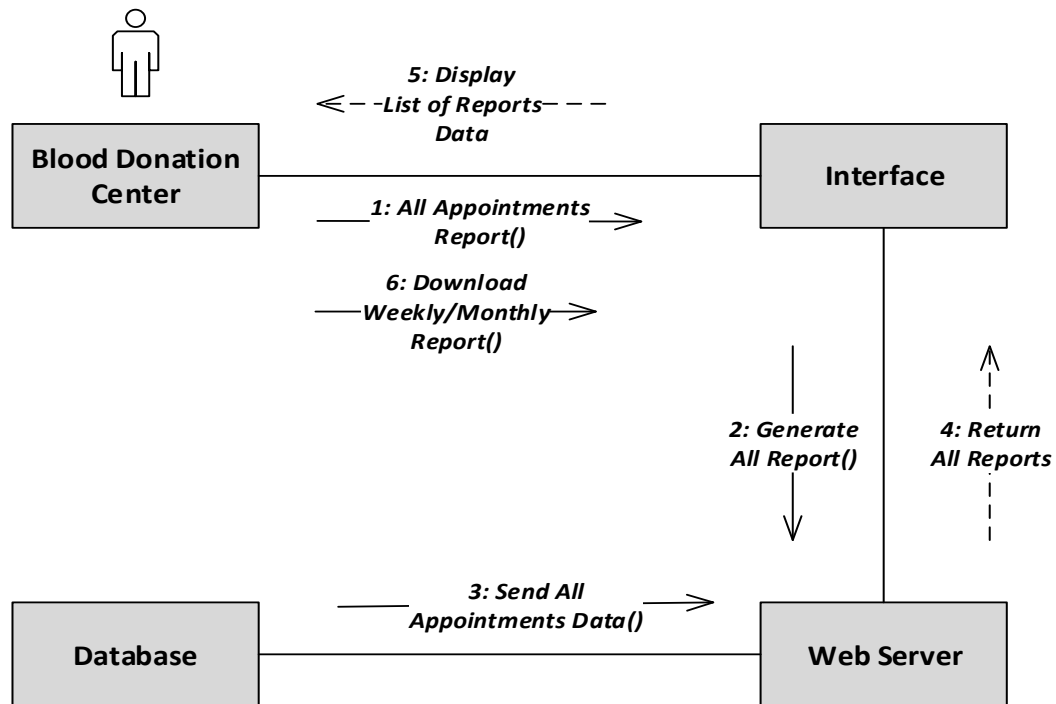 5: Display
List of Reports
Data
Blood Donation
Center
Interface
1: All Appointments
Report()
6: Download
Weekly/Monthly
Report()
2: Generate
All Report()
4: Return
All Reports
3: Send All
Appointments Data()
Database
Web Server